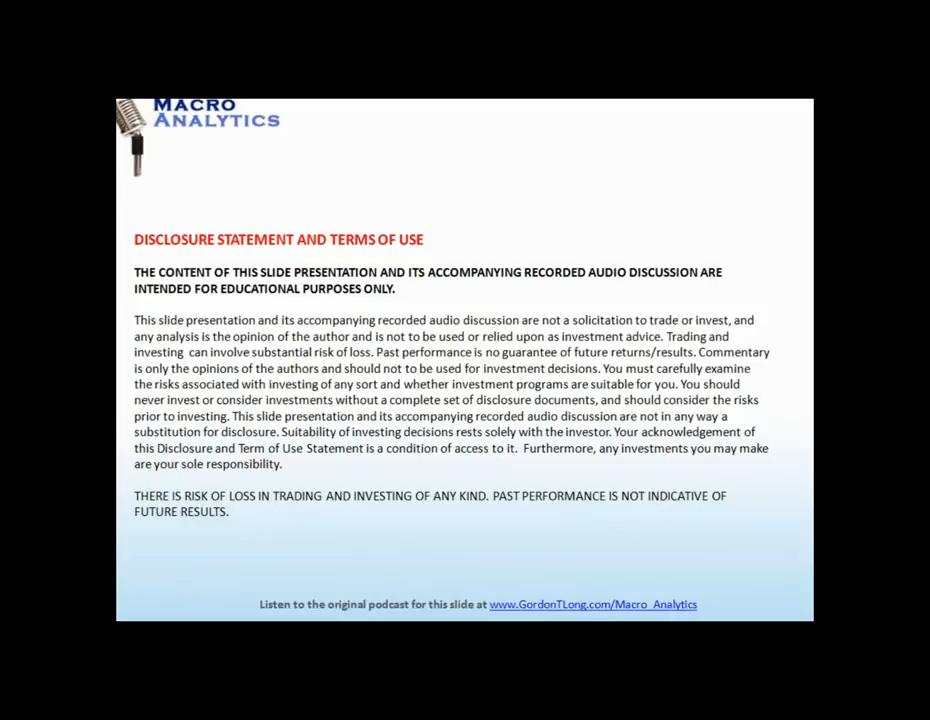 MACRO
ANALYTICS
DISCLOSURE STATEMENT AND TERMS OF USE
THE CONTENT OF THIS SLIDE PRESENTATION AND ITS ACCOMPANYING RECORDED AUDIO DISCUSSION ARE
INTENDED FOR EDUCATIONAL PURPOSES ONLY.
This slide presentation and its accompanying recorded audio discussion are not a solicitation to trade or invest, and
any analysis is the opinion of the author and is not to be used or relied upon as investment advice. Trading and
investing can involve substantial risk of loss. Past performance is no guarantee of future returns/results. Commentary
is only the opinions of the authors and should not to be used for investment decisions. You must carefully examine
the risks associated with investing of any sort and whether investment programs are suitable for you. You should
never invest or consider investments without a complete set of disclosure documents, and should consider the risks
prior to investing. This slide presentation and its accompanying recorded audio discussion are not in any way a
substitution for disclosure. Suitability of investing decisions rests solely with the investor. Your acknowledgement of
this Disclosure and Term of Use Statement is a condition of access to it. Furthermore, any investments you may make
are your sole responsibility.
THERE IS RISK OF LOSS IN TRADING AND INVESTING OF ANY KIND. PAST PERFORMANCE IS NOT INDICATIVE OF
FUTURE RESULTS.
Listen to the original podcast for this slide at www.GordonTLong.com/Macro_Analytics